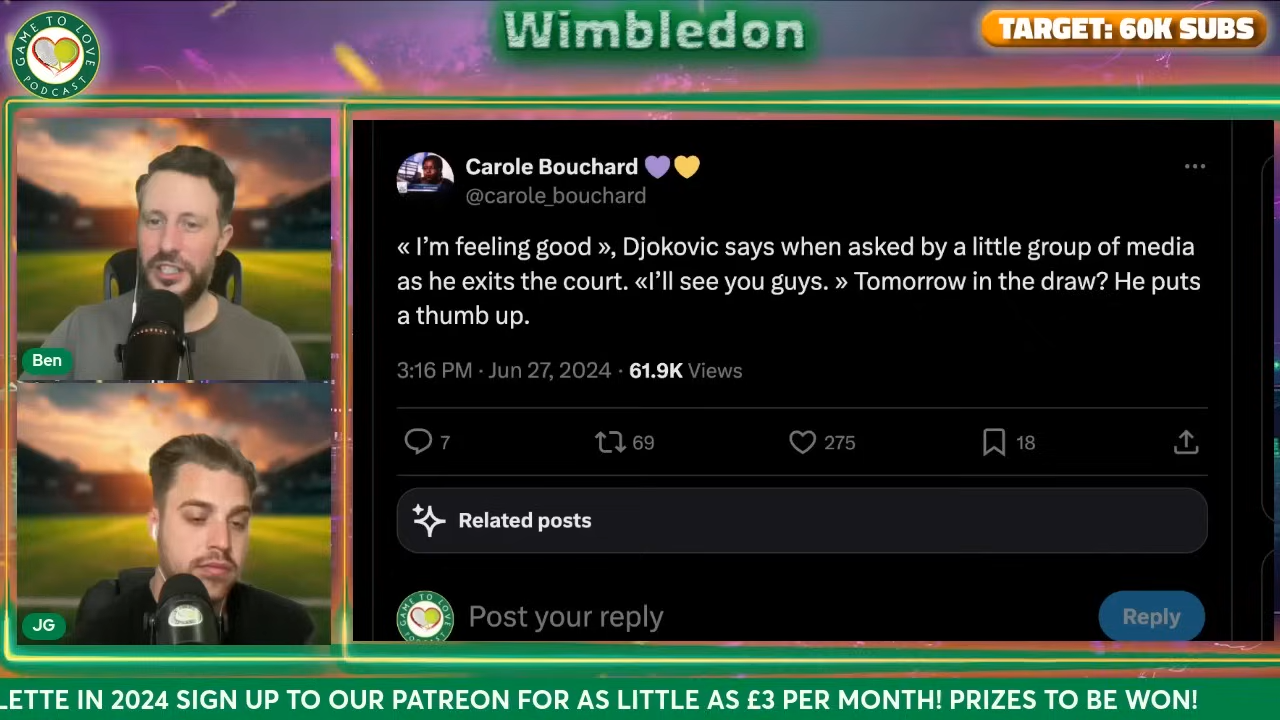 GAME TO LOVE
PODCAST
Wimbledon
TARGET: 60K SUBS
Ben
JG
Carole Bouchard 💜💛
@carole_bouchard
« I’m feeling good », Djokovic says when asked by a little group of media
as he exits the court. «I’ll see you guys. » Tomorrow in the draw? He puts
a thumb up.
3:16 PM · Jun 27, 2024 · 61.9K Views
7 69 275 18
Related posts
GAME TO LOVE
Post your reply
Reply
LETTE IN 2024 SIGN UP TO OUR PATREON FOR AS LITTLE AS £3 PER MONTH! PRIZES TO BE WON!